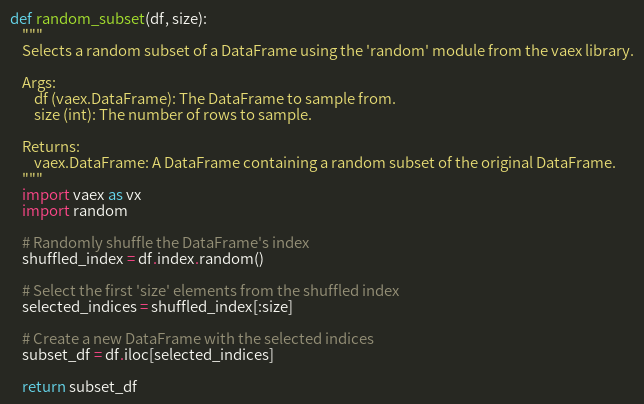 def random_subset(df, size):
    """
    Selects a random subset of a DataFrame using the 'random' module from the vaex library.

    Args:
        df (vaex.DataFrame): The DataFrame to sample from.
        size (int): The number of rows to sample.

    Returns:
        vaex.DataFrame: A DataFrame containing a random subset of the original DataFrame.
    """
    import vaex as vx
    import random

    # Randomly shuffle the DataFrame's index
    shuffled_index = df.index.random()

    # Select the first 'size' elements from the shuffled index
    selected_indices = shuffled_index[:size]

    # Create a new DataFrame with the selected indices
    subset_df = df.iloc[selected_indices]

    return subset_df